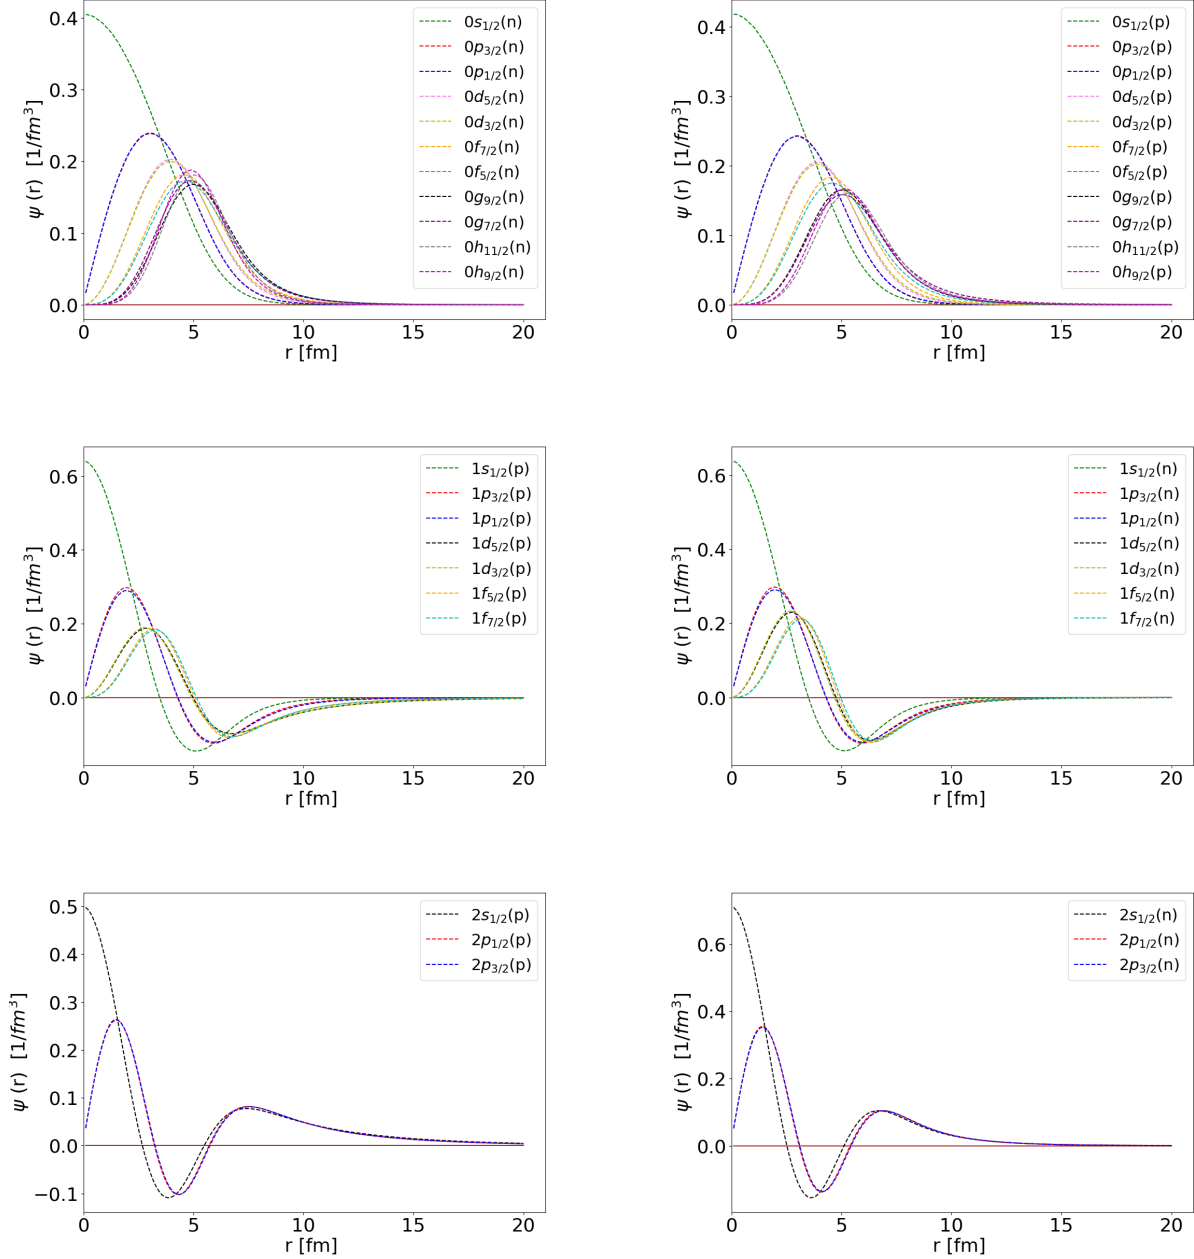 ψ (r) [1/fm³]
0.4
0.3
0.2
0.1
0.0
0
5
10
15
20
r [fm]
0s₁/₂(n)
0p₃/₂(n)
0p₁/₂(n)
0d₅/₂(n)
0d₃/₂(n)
0f₇/₂(n)
0f₅/₂(n)
0g₉/₂(n)
0g₇/₂(n)
0h₁₁/₂(n)
0h₉/₂(n)
ψ (r) [1/fm³]
0.4
0.3
0.2
0.1
0.0
0
5
10
15
20
r [fm]
0s₁/₂(p)
0p₃/₂(p)
0p₁/₂(p)
0d₅/₂(p)
0d₃/₂(p)
0f₇/₂(p)
0f₅/₂(p)
0g₉/₂(p)
0g₇/₂(p)
0h₁₁/₂(p)
0h₉/₂(p)
ψ (r) [1/fm³]
0.6
0.4
0.2
0.0
0
5
10
15
20
r [fm]
1s₁/₂(p)
1p₃/₂(p)
1p₁/₂(p)
1d₅/₂(p)
1d₃/₂(p)
1f₅/₂(p)
1f₇/₂(p)
ψ (r) [1/fm³]
0.6
0.4
0.2
0.0
0
5
10
15
20
r [fm]
1s₁/₂(n)
1p₃/₂(n)
1p₁/₂(n)
1d₅/₂(n)
1d₃/₂(n)
1f₅/₂(n)
1f₇/₂(n)
ψ (r) [1/fm³]
0.5
0.4
0.3
0.2
0.1
0.0
−0.1
0
5
10
15
20
r [fm]
2s₁/₂(p)
2p₁/₂(p)
2p₃/₂(p)
ψ (r) [1/fm³]
0.6
0.4
0.2
0.0
0
5
10
15
20
r [fm]
2s₁/₂(n)
2p₁/₂(n)
2p₃/₂(n)